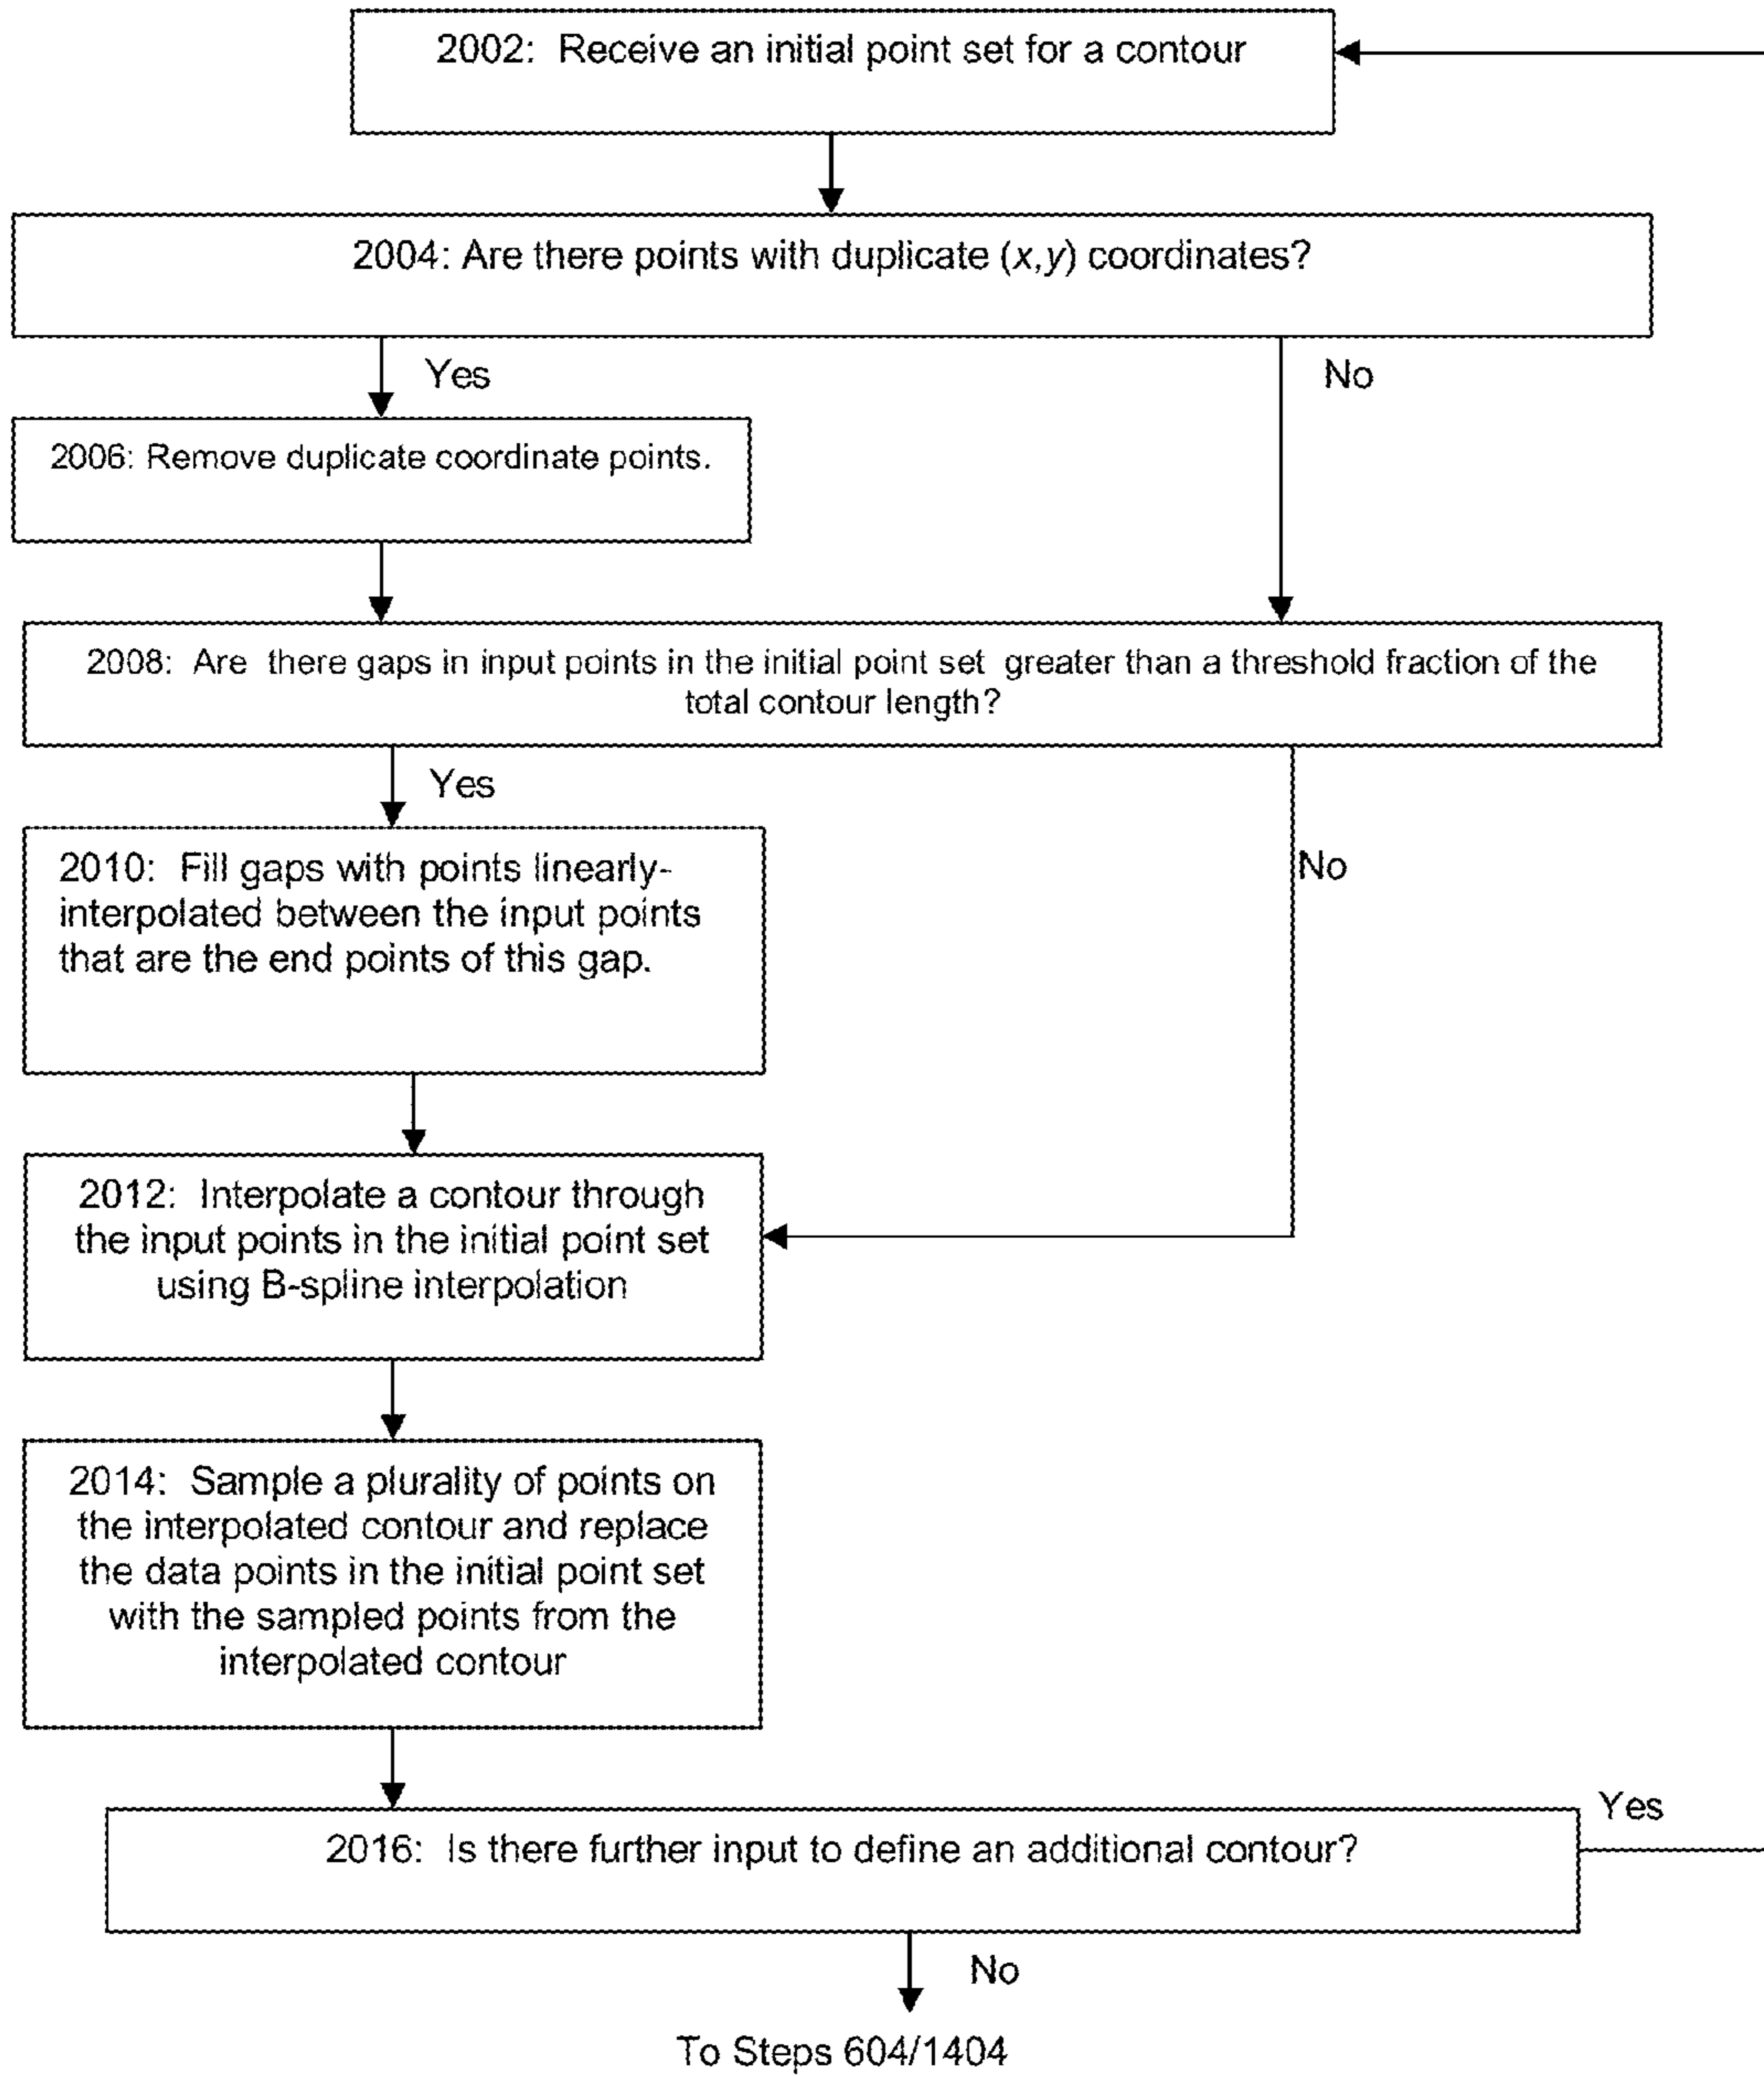 2002: Receive an initial point set for a contour
2004: Are there points with duplicate (x,y) coordinates?
Yes
No
2006: Remove duplicate coordinate points.
2008: Are there gaps in input points in the initial point set greater than a threshold fraction of the
total contour length?
Yes
No
2010: Fill gaps with points linearly-
interpolated between the input points
that are the end points of this gap.
2012: Interpolate a contour through
the input points in the initial point set
using B-spline interpolation
2014: Sample a plurality of points on
the interpolated contour and replace
the data points in the initial point set
with the sampled points from the
interpolated contour
Yes
2016: Is there further input to define an additional contour?
No
To Steps 604/1404